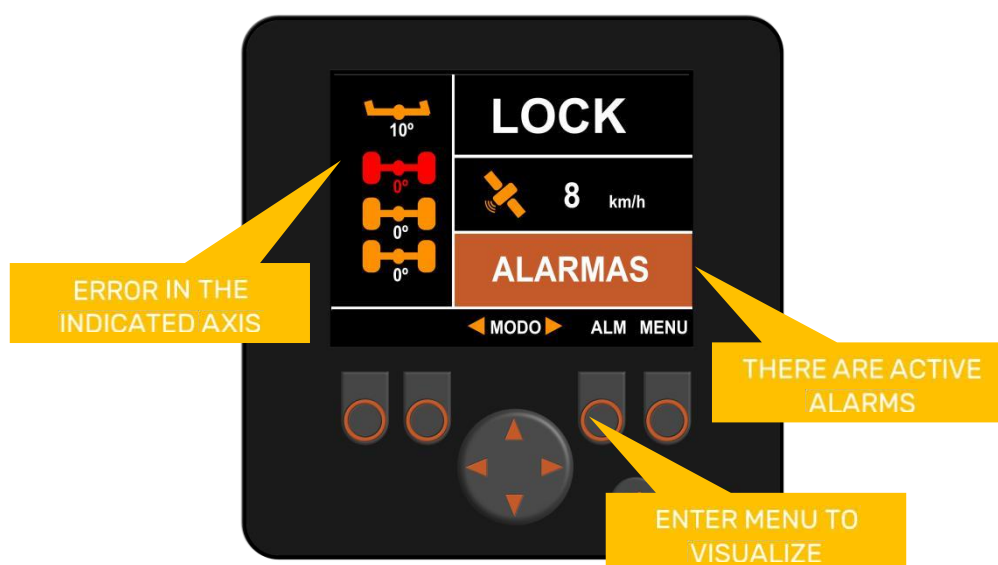 10º
0º
0º
0º
LOCK
8 km/h
ALARMAS
MODO ALM MENU
ERROR IN THE
INDICATED AXIS
THERE ARE ACTIVE
ALARMS
ENTER MENU TO
VISUALIZE